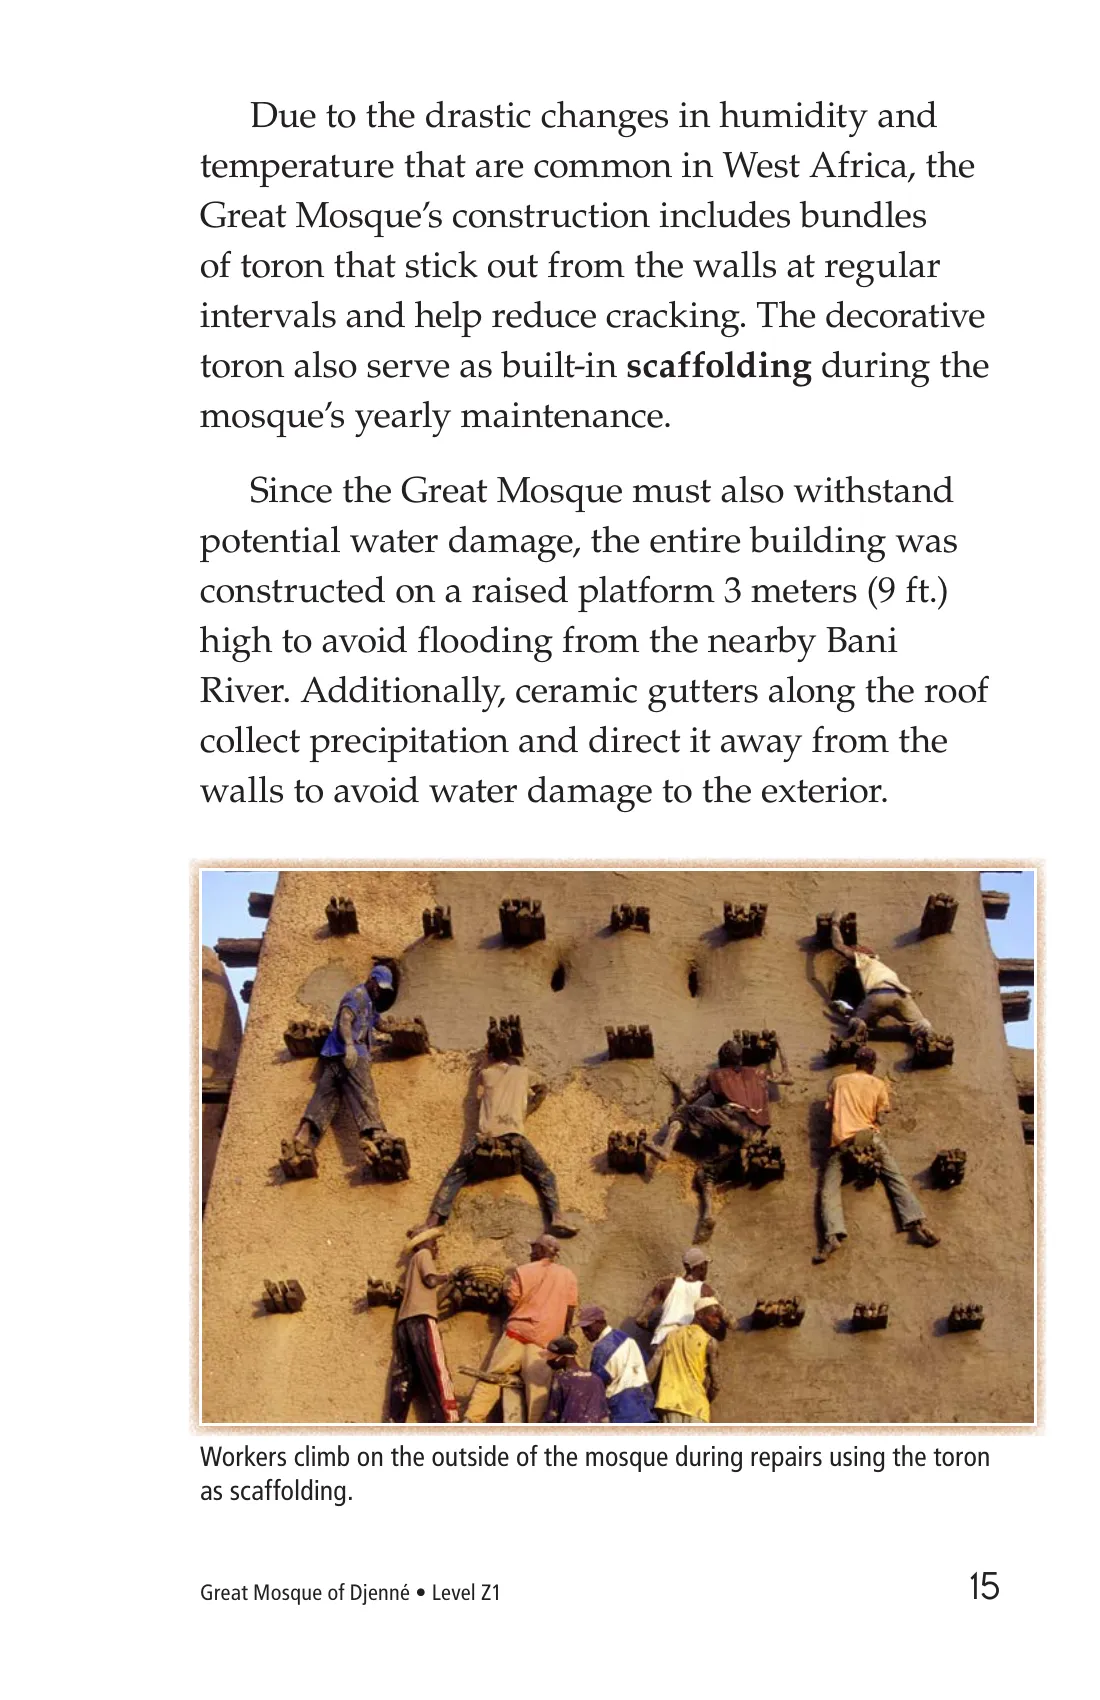 Due to the drastic changes in humidity and
temperature that are common in West Africa, the
Great Mosque’s construction includes bundles
of toron that stick out from the walls at regular
intervals and help reduce cracking. The decorative
toron also serve as built-in scaffolding during the
mosque’s yearly maintenance.
Since the Great Mosque must also withstand
potential water damage, the entire building was
constructed on a raised platform 3 meters (9 ft.)
high to avoid flooding from the nearby Bani
River. Additionally, ceramic gutters along the roof
collect precipitation and direct it away from the
walls to avoid water damage to the exterior.
Workers climb on the outside of the mosque during repairs using the toron
as scaffolding.
Great Mosque of Djenné • Level Z1
15